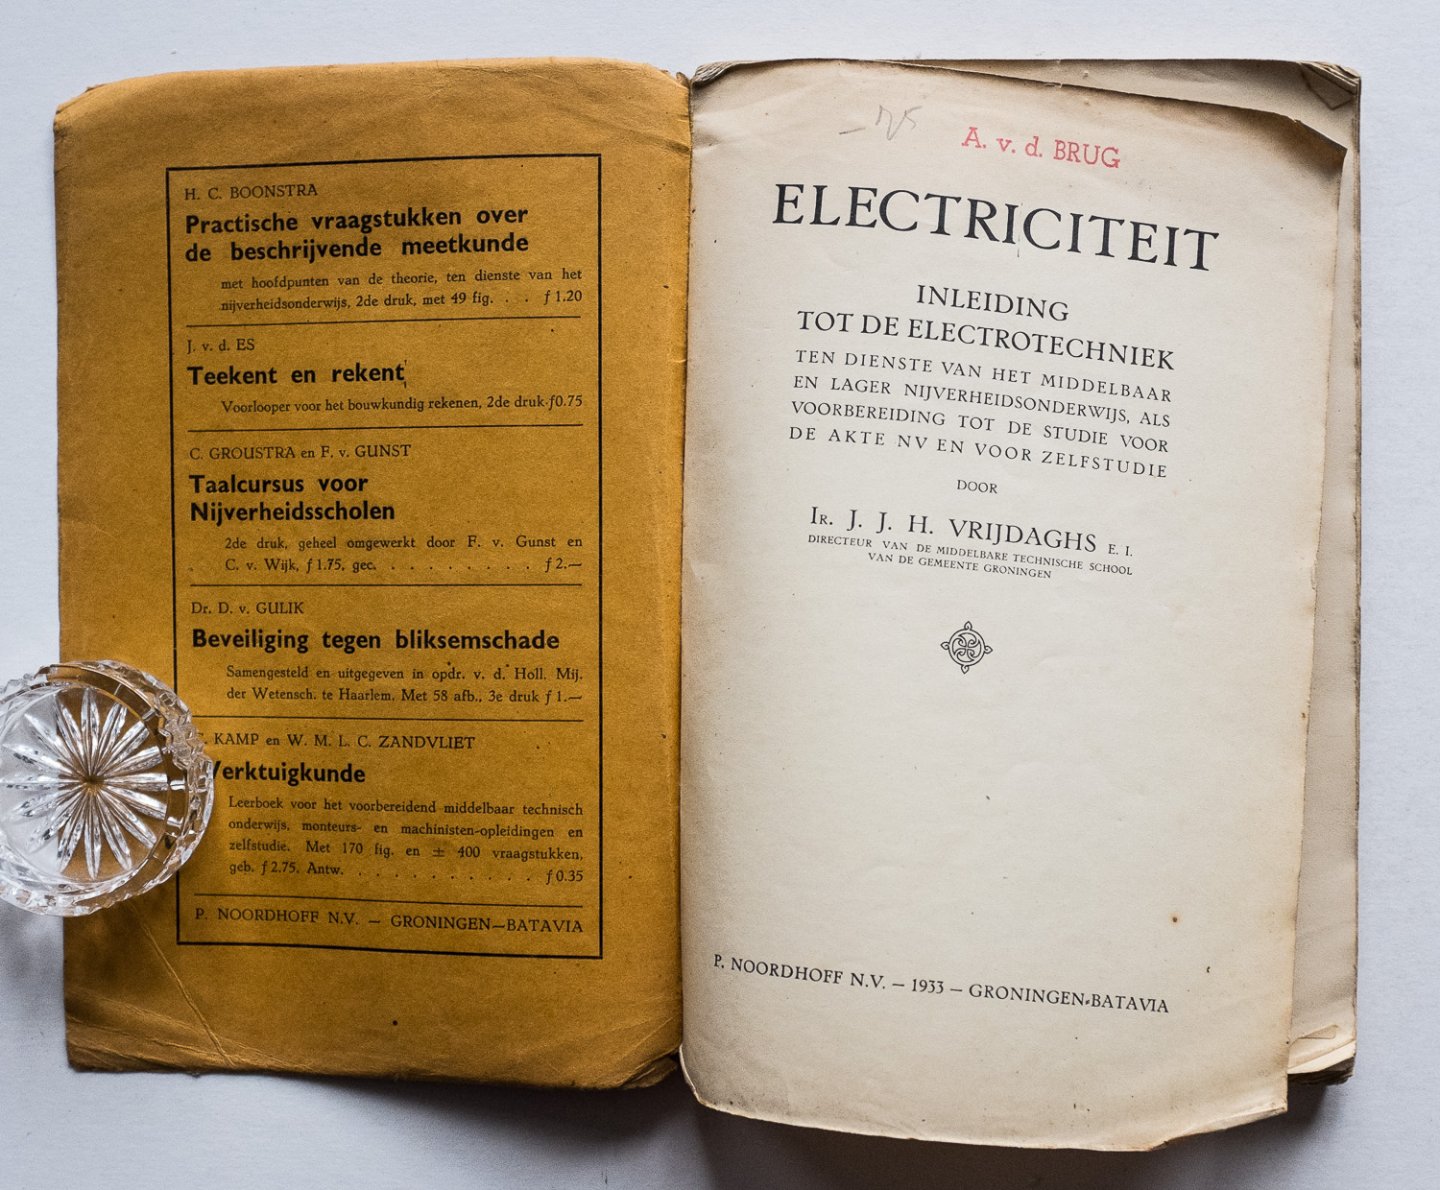 H. C. BOONSTRA
Practische vraagstukken over
de beschrijvende meetkunde
met hoofdpunten van de theorie, ten dienste van het
nijverheidsonderwijs, 2de druk, met 49 fig. . . ƒ 1.20
J. v. d. ES
Teekent en rekent
Voorlooper voor het bouwkundig rekenen, 2de druk. ƒ0.75
C. GROUSTRA en F. v. GUNST
Taalcursus voor
Nijverheidsscholen
2de druk, geheel omgewerkt door F. v. Gunst en
C. v. Wijk, ƒ 1.75, gec. . . . . . . . . ƒ 2.—
Dr. D. v. GULIK
Beveiliging tegen bliksemschade
Samengesteld en uitgegeven in opdr. v. d. Holl. Mij.
der Wetensch. te Haarlem. Met 58 afb., 3e druk ƒ 1.—
KAMP en W. M. L. C. ZANDVLIET
Werktuigkunde
Leerboek voor het voorbereidend middelbaar technisch
onderwijs, monteurs- en machinisten-opleidingen en
zelfstudie. Met 170 fig. en ± 400 vraagstukken,
geb. ƒ 2.75, Antw. . . . . . . . . . . ƒ 0.35
P. NOORDHOFF N.V. — GRONINGEN—BATAVIA
A. v. d. BRUG
ELECTRICITEIT
INLEIDING
TOT DE ELECTROTECHNIEK
TEN DIENSTE VAN HET MIDDELBAAR
EN LAGER NIJVERHEIDSONDERWIJS, ALS
VOORBEREIDING TOT DE STUDIE VOOR
DE AKTE NV EN VOOR ZELFSTUDIE
DOOR
IR. J. J. H. VRIJDAGHS E. I.
DIRECTEUR VAN DE MIDDELBARE TECHNISCHE SCHOOL
VAN DE GEMEENTE GRONINGEN
P. NOORDHOFF N.V. — 1933 — GRONINGEN-BATAVIA